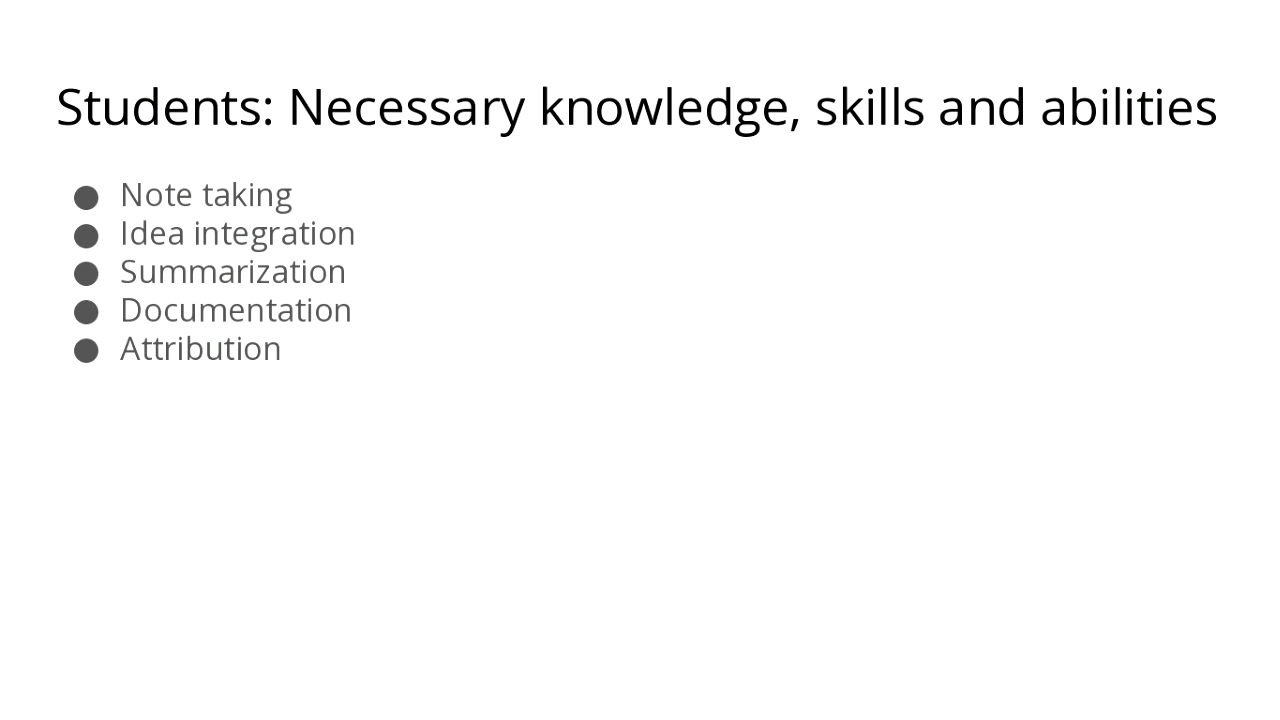 Students: Necessary knowledge, skills and abilities
● Note taking
● Idea integration
● Summarization
● Documentation
● Attribution